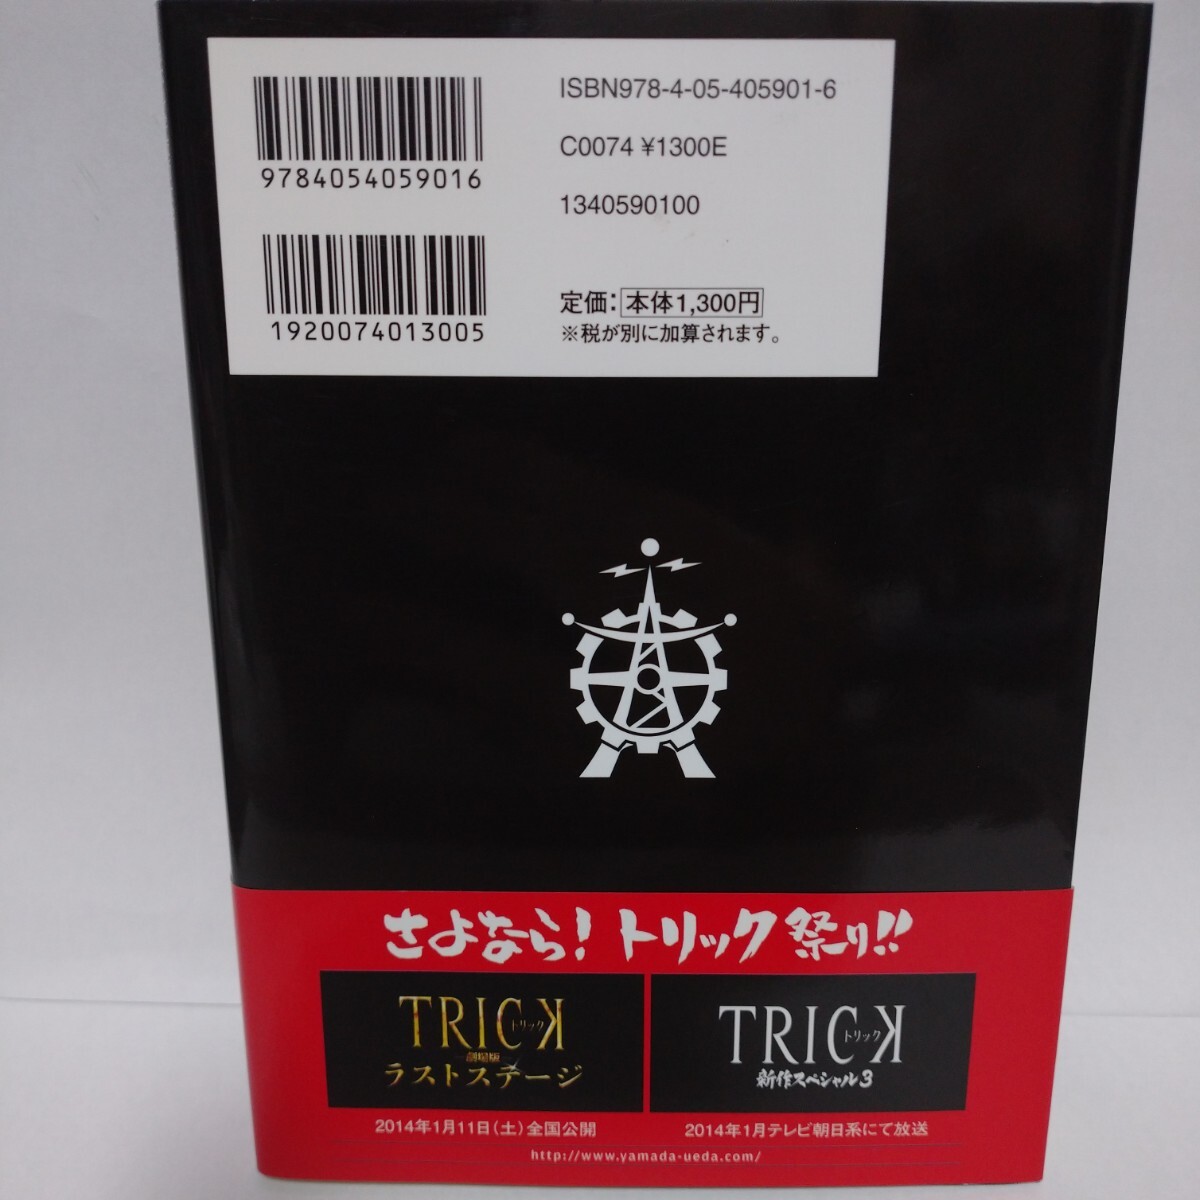 ISBN978-4-05-405901-6
9784054059016
C0074 ¥1300E
1340590100
1920074013005
定価：本体1,300円
※税が別に加算されます。
さよなら！トリック祭り!!
TRICK
トリック
劇場版
ラストステージ
2014年1月11日（土）全国公開
TRICK
トリック
新作スペシャル3
2014年1月テレビ朝日系にて放送
http://www.yamada-ueda.com/